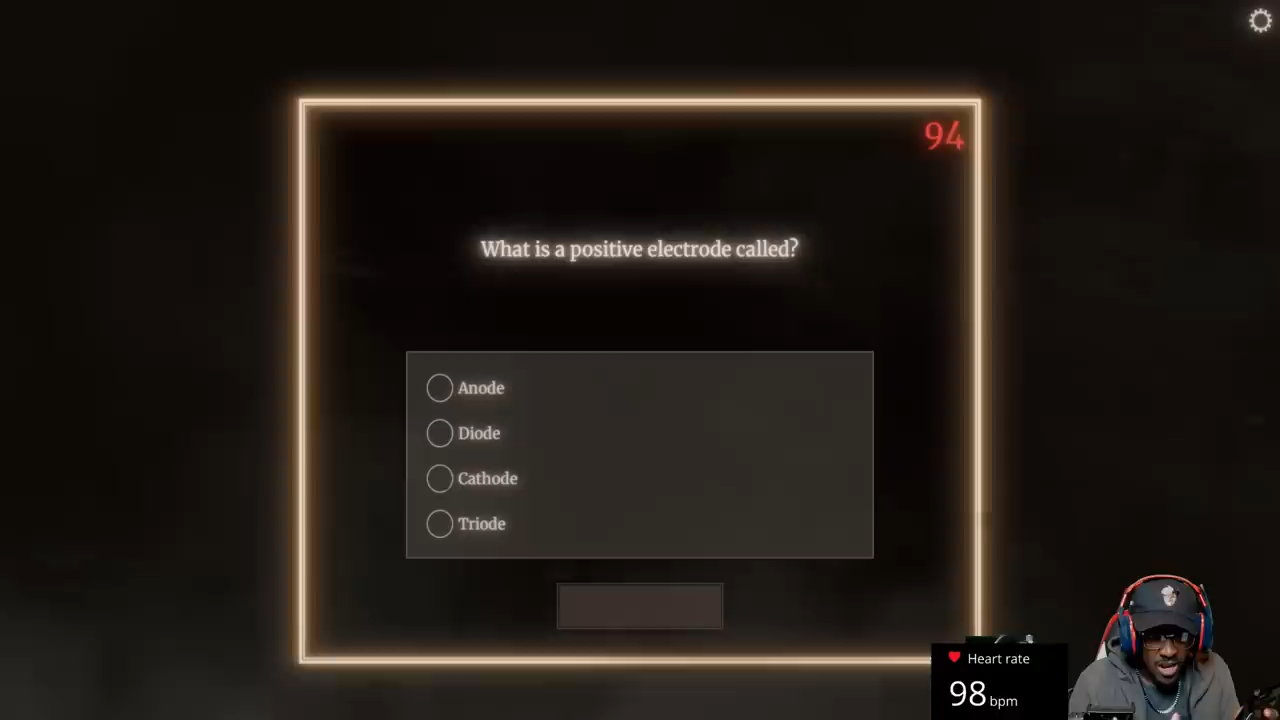 94
What is a positive electrode called?
Anode
Diode
Cathode
Triode
Heart rate
98 bpm